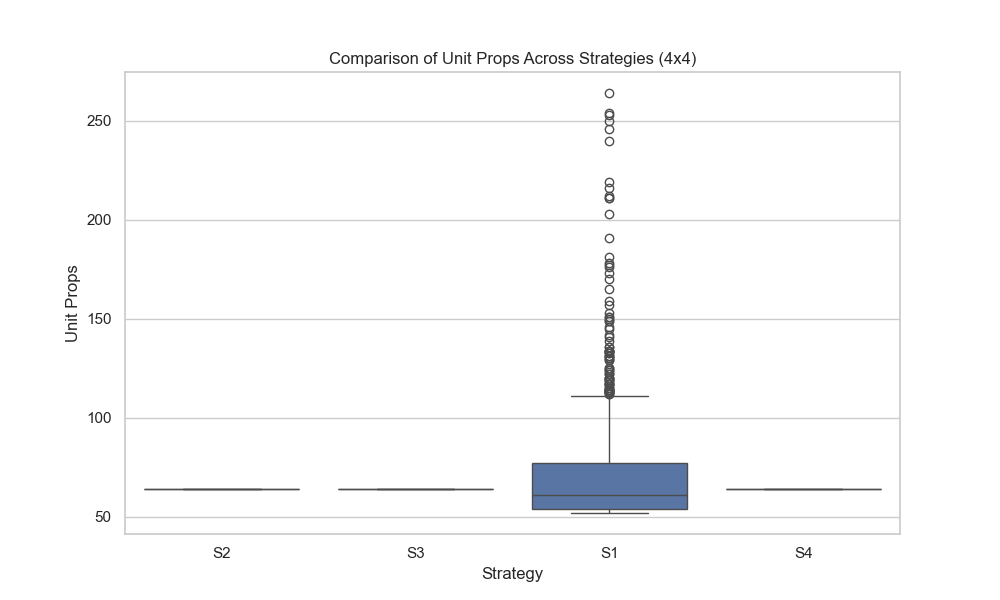 Comparison of Unit Props Across Strategies (4x4)
250
200
150
100
50
Unit Props
S2 S3 S1 S4
Strategy